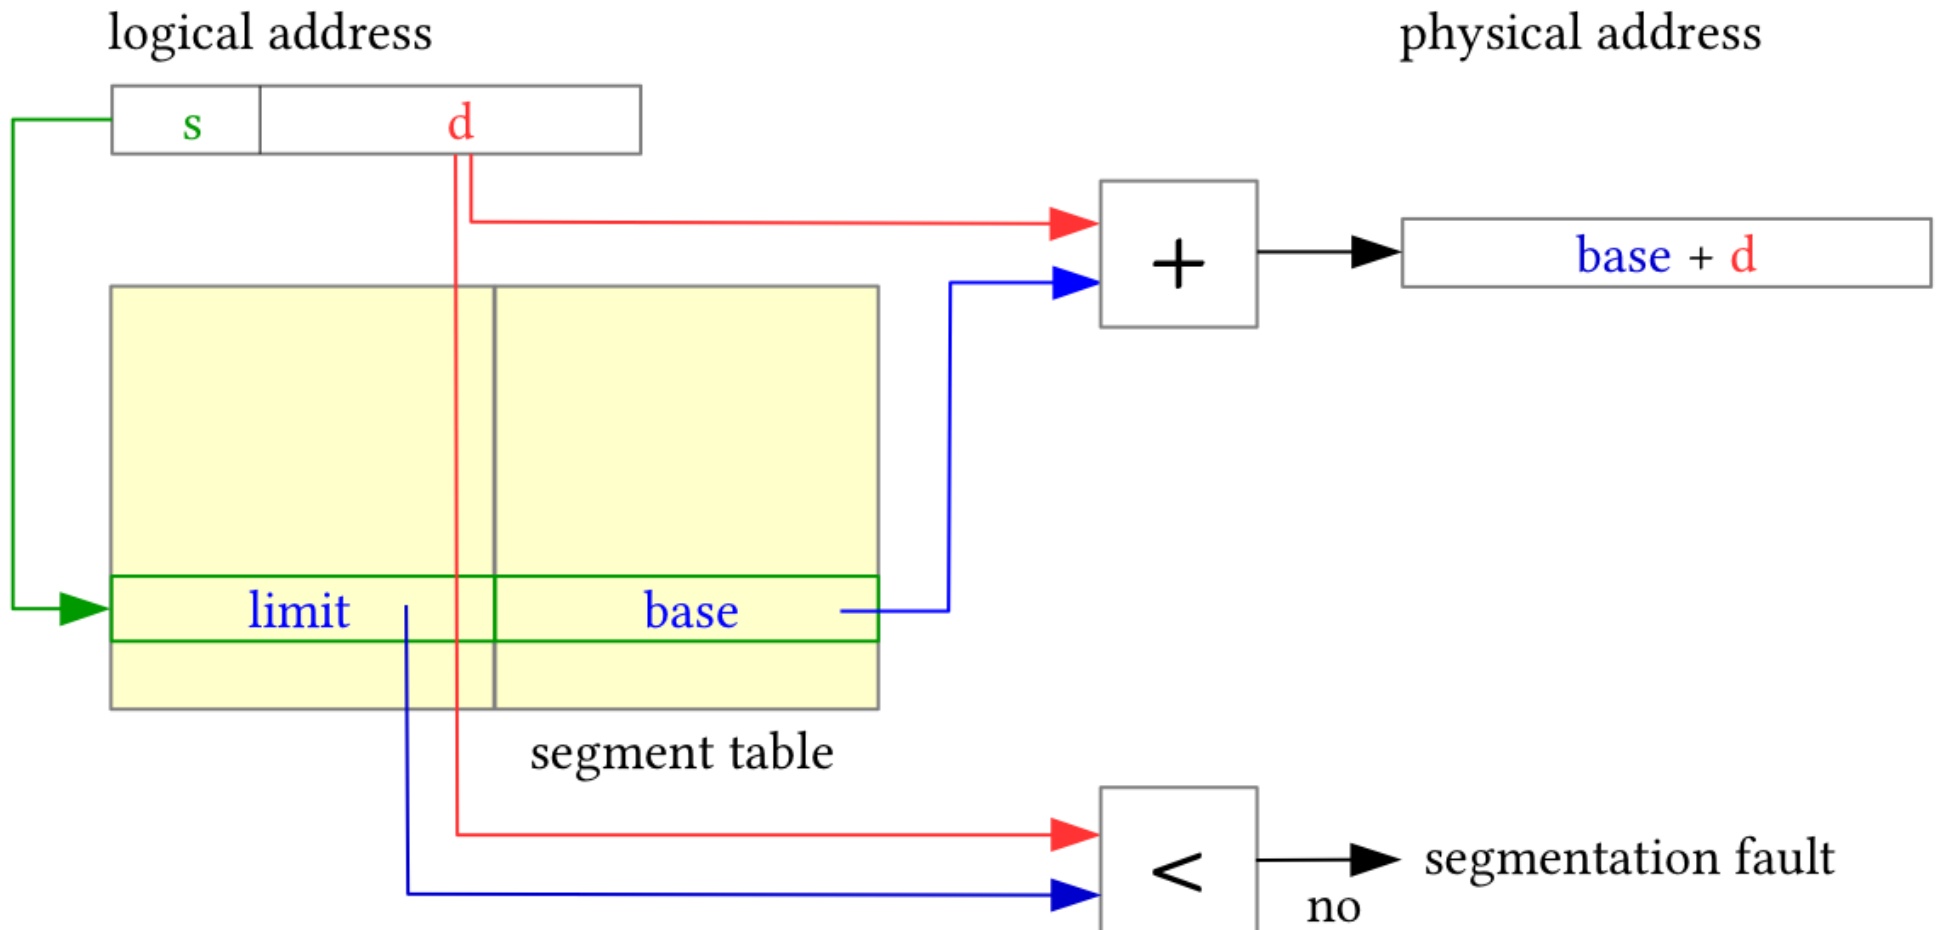 logical address
physical address
s
d
+
base + d
limit
base
segment table
<
segmentation fault
no